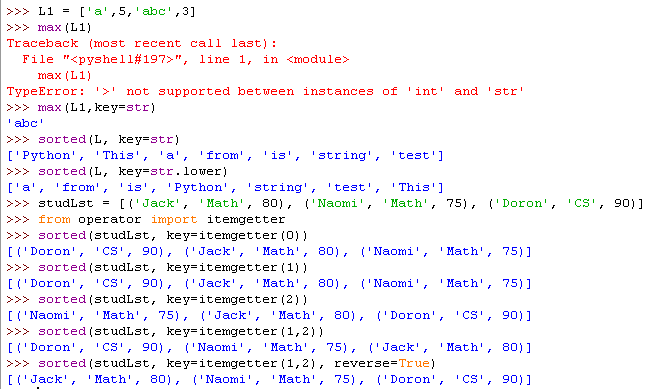 >>> L1 = ['a',5,'abc',3]
>>> max(L1)
Traceback (most recent call last):
  File "<pyshell#197>", line 1, in <module>
    max(L1)
TypeError: '>' not supported between instances of 'int' and 'str'
>>> max(L1,key=str)
'abc'
>>> sorted(L, key=str)
['Python', 'This', 'a', 'from', 'is', 'string', 'test']
>>> sorted(L, key=str.lower)
['a', 'from', 'is', 'Python', 'string', 'test', 'This']
>>> studLst = [('Jack', 'Math', 80), ('Naomi', 'Math', 75), ('Doron', 'CS', 90)]
>>> from operator import itemgetter
>>> sorted(studLst, key=itemgetter(0))
[('Doron', 'CS', 90), ('Jack', 'Math', 80), ('Naomi', 'Math', 75)]
>>> sorted(studLst, key=itemgetter(1))
[('Doron', 'CS', 90), ('Jack', 'Math', 80), ('Naomi', 'Math', 75)]
>>> sorted(studLst, key=itemgetter(2))
[('Naomi', 'Math', 75), ('Jack', 'Math', 80), ('Doron', 'CS', 90)]
>>> sorted(studLst, key=itemgetter(1,2))
[('Doron', 'CS', 90), ('Naomi', 'Math', 75), ('Jack', 'Math', 80)]
>>> sorted(studLst, key=itemgetter(1,2), reverse=True)
[('Jack', 'Math', 80), ('Naomi', 'Math', 75), ('Doron', 'CS', 90)]